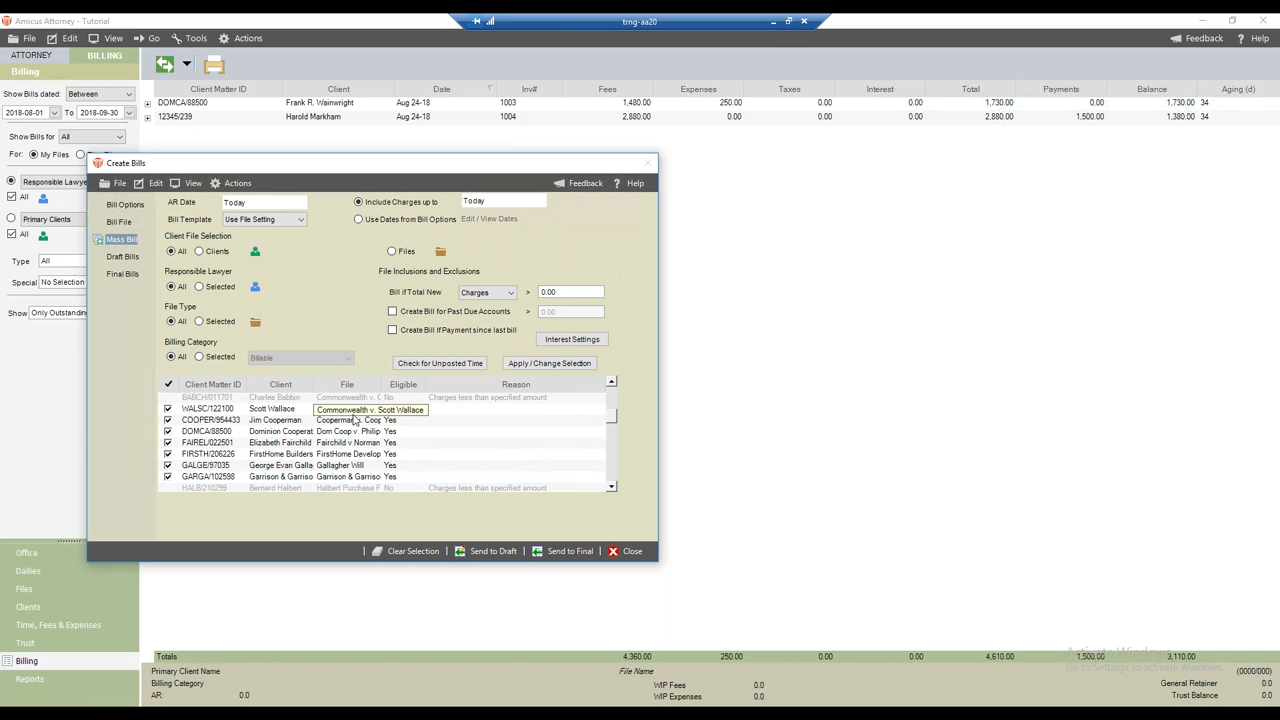 Amicus Attorney - Tutorial
trng-aa20
File Edit View Go Tools Actions Feedback Help
ATTORNEY BILLING
Billing
Show Bills dated: Between
2018-08-01 To 2018-09-30
Show Bills for All
For: My Files
Responsible Lawye
All
Primary Clients
All
Type All
Special No Selection
Show Only Outstandin
Client Matter ID Client Date Inv# Fees Expenses Taxes Interest Total Payments Balance Aging (d)
DOMCA/88500 Frank R. Wainwright Aug 24-18 1003 1,480.00 250.00 0.00 0.00 1,730.00 0.00 1,730.00 34
12345/239 Harold Markham Aug 24-18 1004 2,880.00 0.00 0.00 0.00 2,880.00 1,500.00 1,380.00 34
Create Bills
File Edit View Actions Feedback Help
Bill Options
Bill File
Mass Bill
Draft Bills
Final Bills
AR Date Today Include Charges up to Today
Bill Template Use File Setting Use Dates from Bill Options Edit / View Dates
Client File Selection
All Clients Files
Responsible Lawyer File Inclusions and Exclusions
All Selected Bill if Total New Charges > 0.00
File Type Create Bill for Past Due Accounts > 0.00
All Selected Create Bill If Payment since last bill
Billing Category Interest Settings
All Selected Billable Check for Unposted Time Apply / Change Selection
Client Matter ID Client File Eligible Reason
BABCH/011701 Charles Babbin Commonwealth v. C No Charges less than specified amount
WALSC/122100 Scott Wallace Commonwealth v. Scott Wallace
COOPER/954433 Jim Cooperman Cooperman Coop Yes
DOMCA/88500 Dominion Cooperat Dom Coop v. Philip Yes
FAIREL/022501 Elizabeth Fairchild Fairchild v Norman Yes
FIRSTH/206226 FirstHome Builders FirstHome Develop Yes
GALGE/97035 George Evan Galla Gallagher Will Yes
GARGA/102598 Garrison & Garriso Garrison & Garriso Yes
HALB/210299 Bernard Halbert Halbert Purchase F No Charges less than specified amount
Clear Selection Send to Draft Send to Final Close
Office
Dailies
Files
Clients
Time, Fees & Expenses
Trust
Billing
Reports
Totals 4,360.00 250.00 0.00 0.00 4,610.00 1,500.00 3,110.00
Activate Windows
Go to Settings to activate Windows.
Primary Client Name File Name (0000/000)
Billing Category WIP Fees 0.0 General Retainer 0.0
AR: 0.0 WIP Expenses 0.0 Trust Balance 0.0